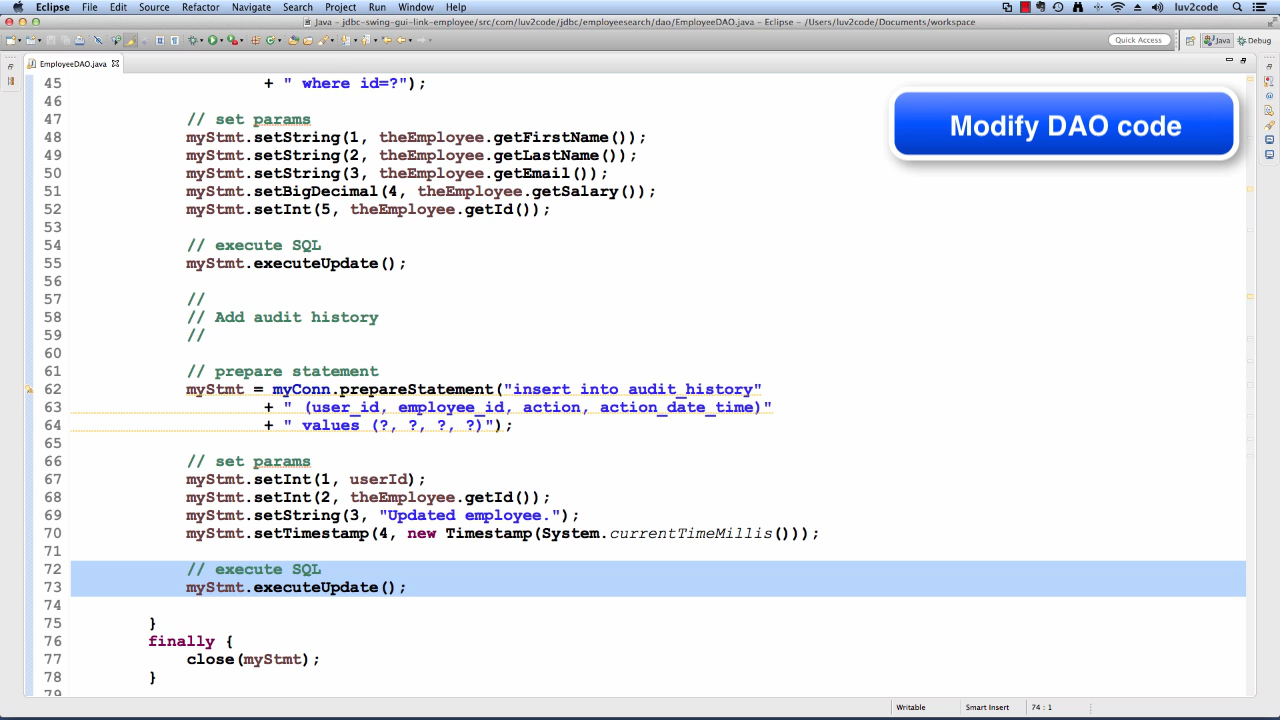 Eclipse File Edit Source Refactor Navigate Search Project Run Window Help luv2code
Java – jdbc-swing-gui-link-employee/src/com/luv2code/jdbc/employeesearch/dao/EmployeeDAO.java – Eclipse – /Users/luv2code/Documents/workspace
Quick Access Java Debug
EmployeeDAO.java
45 + " where id=?");
46
47 // set params
48 myStmt.setString(1, theEmployee.getFirstName());
49 myStmt.setString(2, theEmployee.getLastName());
50 myStmt.setString(3, theEmployee.getEmail());
51 myStmt.setBigDecimal(4, theEmployee.getSalary());
52 myStmt.setInt(5, theEmployee.getId());
53
54 // execute SQL
55 myStmt.executeUpdate();
56
57 //
58 // Add audit history
59 //
60
61 // prepare statement
62 myStmt = myConn.prepareStatement("insert into audit_history"
63 + " (user_id, employee_id, action, action_date_time)"
64 + " values (?, ?, ?, ?)");
65
66 // set params
67 myStmt.setInt(1, userId);
68 myStmt.setInt(2, theEmployee.getId());
69 myStmt.setString(3, "Updated employee.");
70 myStmt.setTimestamp(4, new Timestamp(System.currentTimeMillis()));
71
72 // execute SQL
73 myStmt.executeUpdate();
74
75 }
76 finally {
77 close(myStmt);
78 }
79
Modify DAO code
Writable Smart Insert 74 : 1